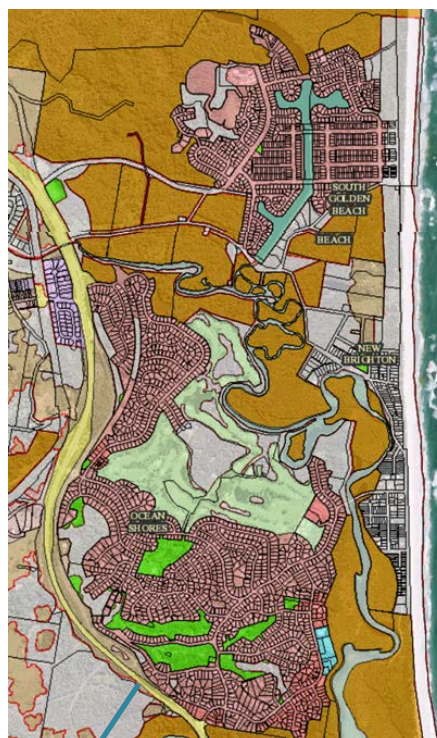 SOUTH
GOLDEN
BEACH
BEACH
NEW
BRIGHTON
OCEAN
SHORES